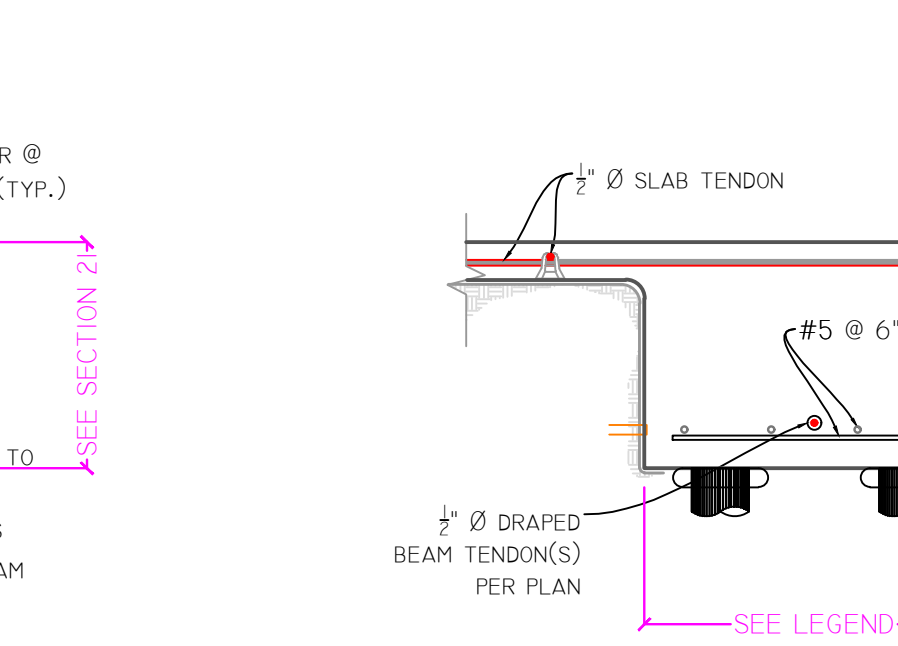 R @
(TYP.)
SEE SECTION 21
TO
AM
½" Ø SLAB TENDON
#5 @ 6"
½" Ø DRAPED
BEAM TENDON(S)
PER PLAN
SEE LEGEND